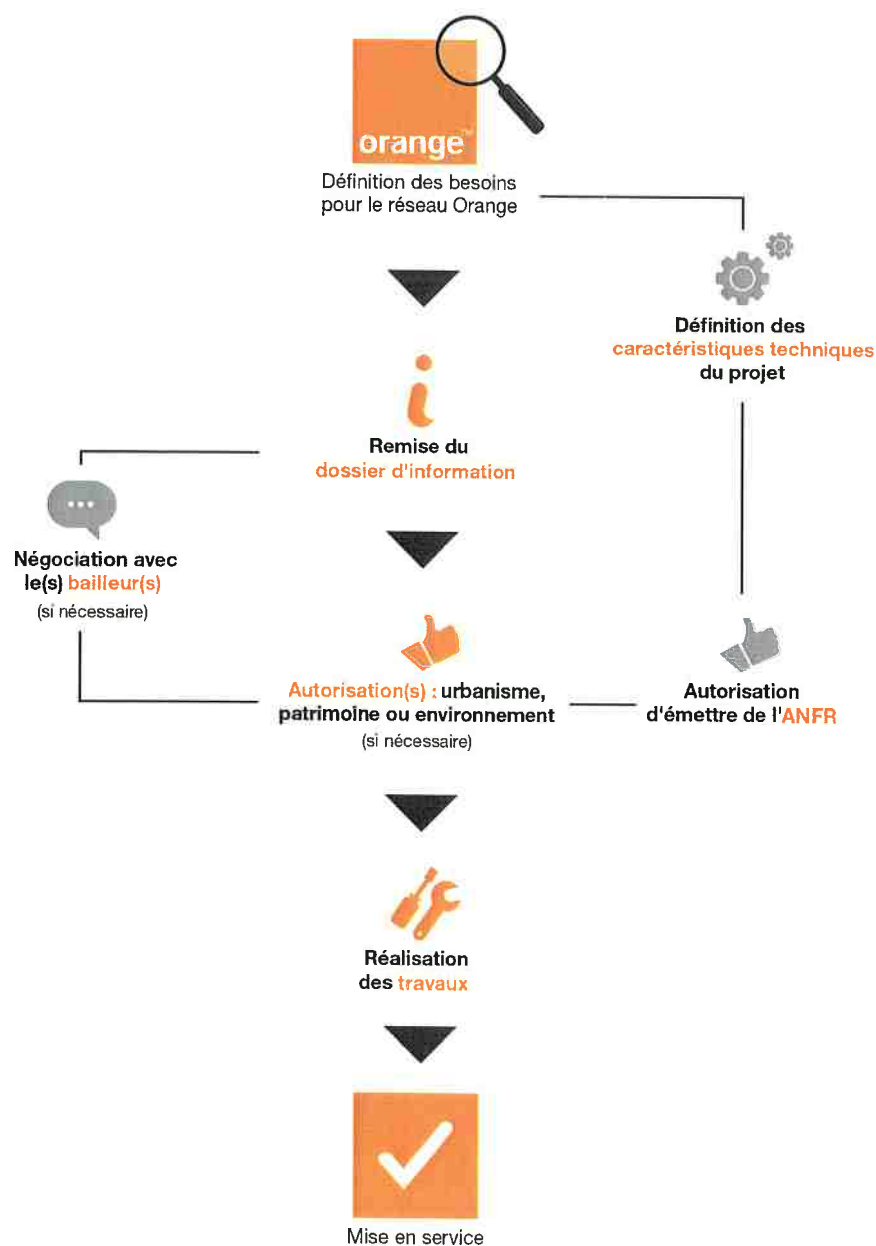 orange™
Définition des besoins
pour le réseau Orange
Définition des
caractéristiques techniques
du projet
Remise du
dossier d'information
Négociation avec
le(s) bailleur(s)
(si nécessaire)
Autorisation(s) : urbanisme,
patrimoine ou environnement
(si nécessaire)
Autorisation
d'émettre de l'ANFR
Réalisation
des travaux
Mise en service